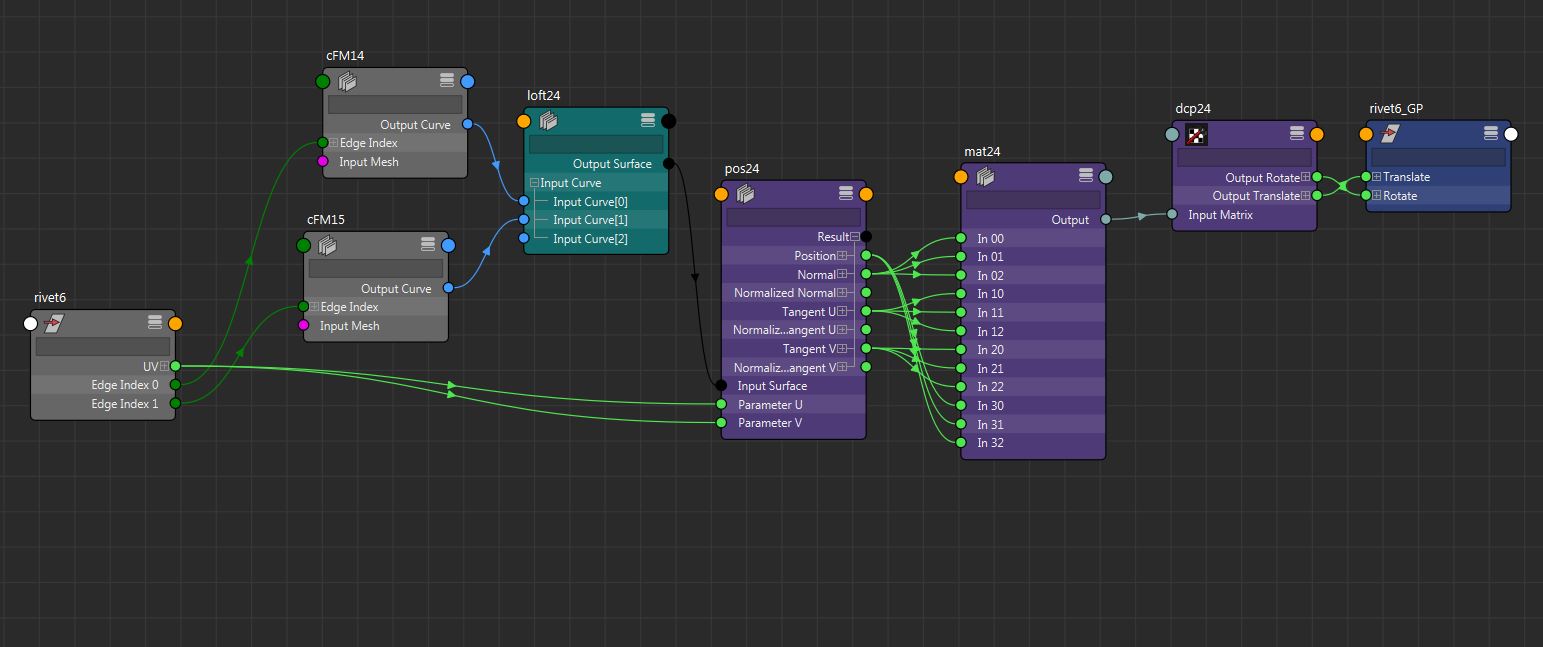 cFM14
Output Curve
Edge Index
Input Mesh
cFM15
Output Curve
Edge Index
Input Mesh
rivet6
UV
Edge Index 0
Edge Index 1
loft24
Output Surface
Input Curve
Input Curve[0]
Input Curve[1]
Input Curve[2]
pos24
Result
Position
Normal
Normalized Normal
Tangent U
Normaliz...angent U
Tangent V
Normaliz...angent V
Input Surface
Parameter U
Parameter V
mat24
Output
In 00
In 01
In 02
In 10
In 11
In 12
In 20
In 21
In 22
In 30
In 31
In 32
dcp24
Output Rotate
Output Translate
Input Matrix
rivet6_GP
Translate
Rotate